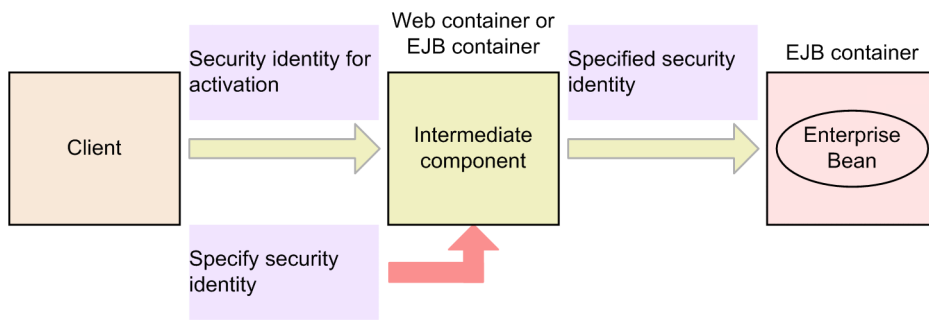 Web container or
EJB container
Security identity for
activation
Specified security
identity
EJB container
Client
Intermediate
component
Enterprise
Bean
Specify security
identity